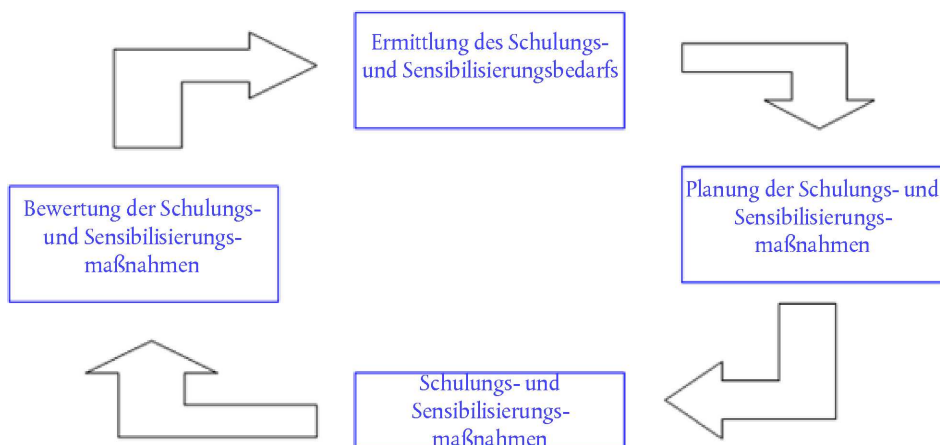 Ermittlung des Schulungs-
und Sensibilisierungsbedarfs
Planung der Schulungs- und
Sensibilisierungs-
maßnahmen
Schulungs- und
Sensibilisierungs-
maßnahmen
Bewertung der Schulungs-
und Sensibilisierungs-
maßnahmen